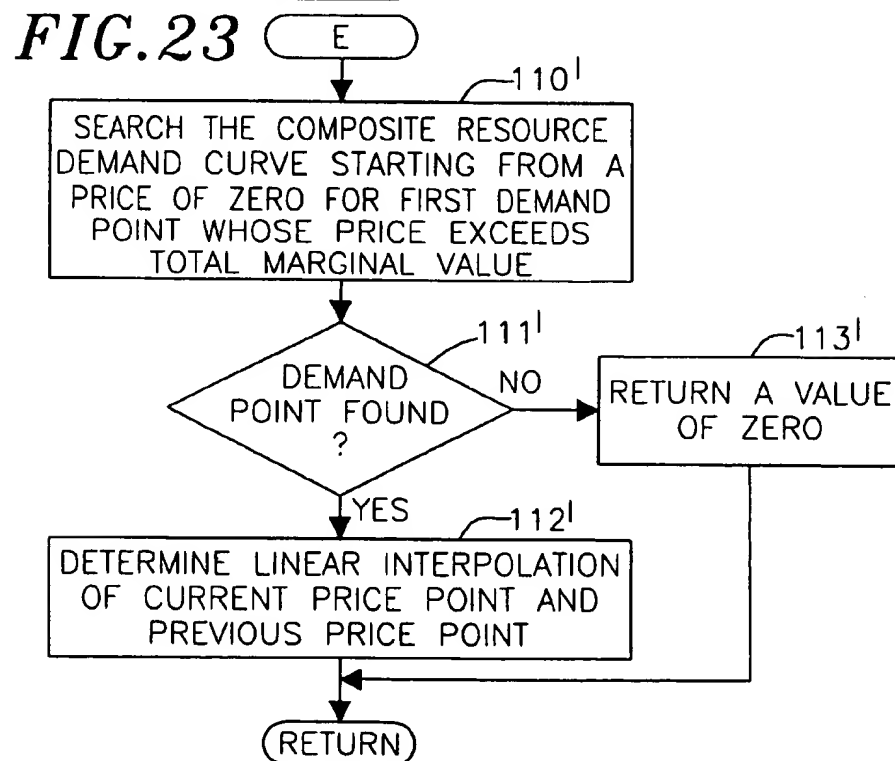 FIG.23
E
110'
SEARCH THE COMPOSITE RESOURCE
DEMAND CURVE STARTING FROM A
PRICE OF ZERO FOR FIRST DEMAND
POINT WHOSE PRICE EXCEEDS
TOTAL MARGINAL VALUE
111'
DEMAND
POINT FOUND
?
NO
113'
RETURN A VALUE
OF ZERO
YES
112'
DETERMINE LINEAR INTERPOLATION
OF CURRENT PRICE POINT AND
PREVIOUS PRICE POINT
RETURN